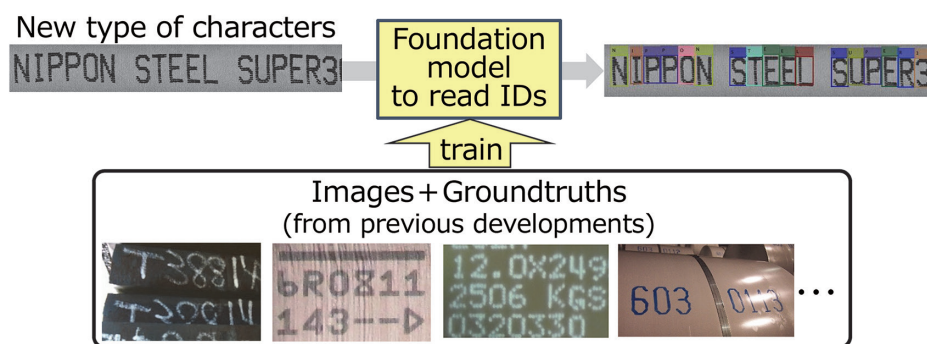 New type of characters
NIPPON STEEL SUPER3
Foundation
model
to read IDs
NIPPON STEEL SUPER3
train
Images+Groundtruths
(from previous developments)
T38814
6R0811
143--▷
12.0X249
2506 KGS
0320330
603 0113
...